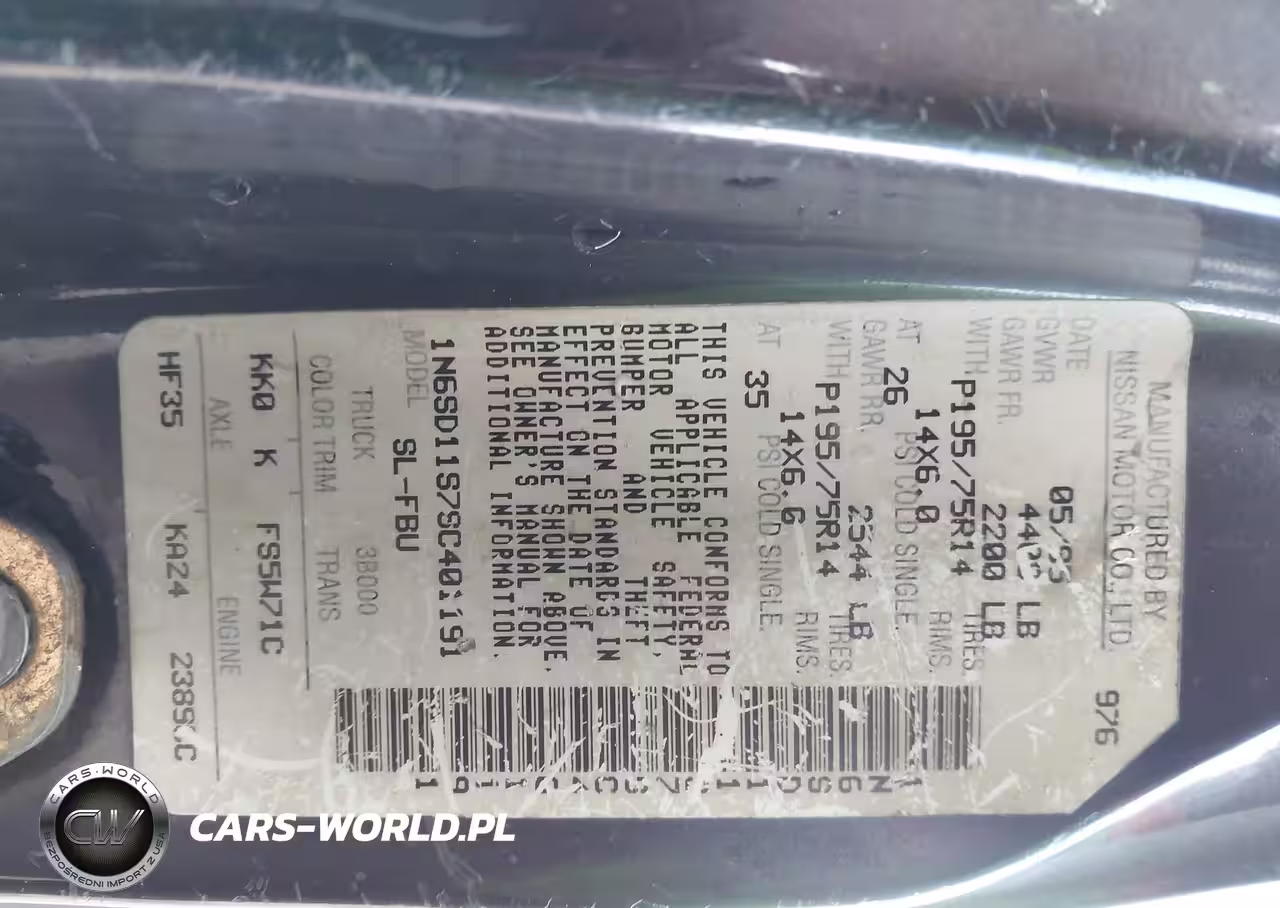 MANUFACTURED BY
NISSAN MOTOR CO., LTD. 976
DATE
GVWR LB
GAWR FR. 2200 LB
WITH P195/75R14 TIRES
14X6.0 RIMS.
AT 26 PSI COLD SINGLE.
GAWR RR. 2544 LB
WITH P195/75R14 TIRES
14X6.0 RIMS.
AT 35 PSI COLD SINGLE.
THIS VEHICLE CONFORMS TO
ALL APPLICABLE FEDERAL
MOTOR VEHICLE SAFETY,
BUMPER AND THEFT
PREVENTION STANDARDS IN
EFFECT ON THE DATE OF
MANUFACTURE SHOWN ABOVE.
SEE OWNER'S MANUAL FOR
ADDITIONAL INFORMATION.
SL-FBU
MODEL
TRUCK 3B000
COLOR TRIM TRANS
KK0 K FS5W71C
AXLE ENGINE
HF35 KA24
CARS-WORLD.PL
CARS-WORLD
CW
BEZPOŚREDNI IMPORT Z USA